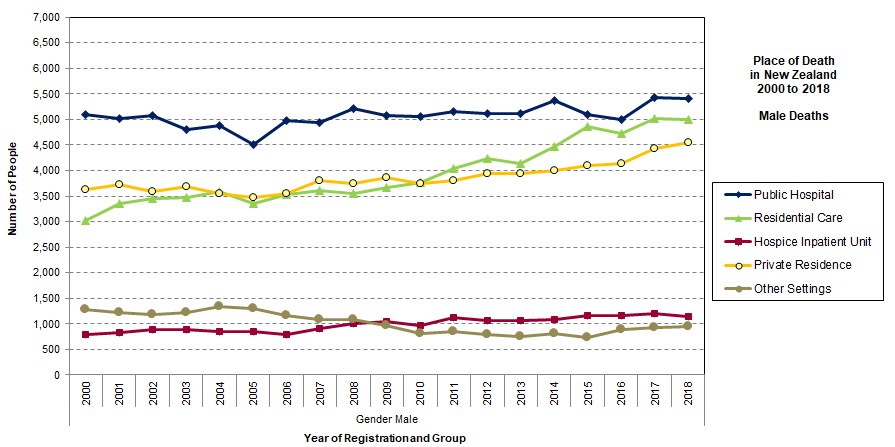 7,000
6,500
6,000
5,500
5,000
4,500
4,000
3,500
3,000
2,500
2,000
1,500
1,000
500
0
Number of People
2000 2001 2002 2003 2004 2005 2006 2007 2008 2009 2010 2011 2012 2013 2014 2015 2016 2017 2018
Gender Male
Year of Registration and Group
Place of Death
in New Zealand
2000 to 2018
Male Deaths
Public Hospital
Residential Care
Hospice Inpatient Unit
Private Residence
Other Settings